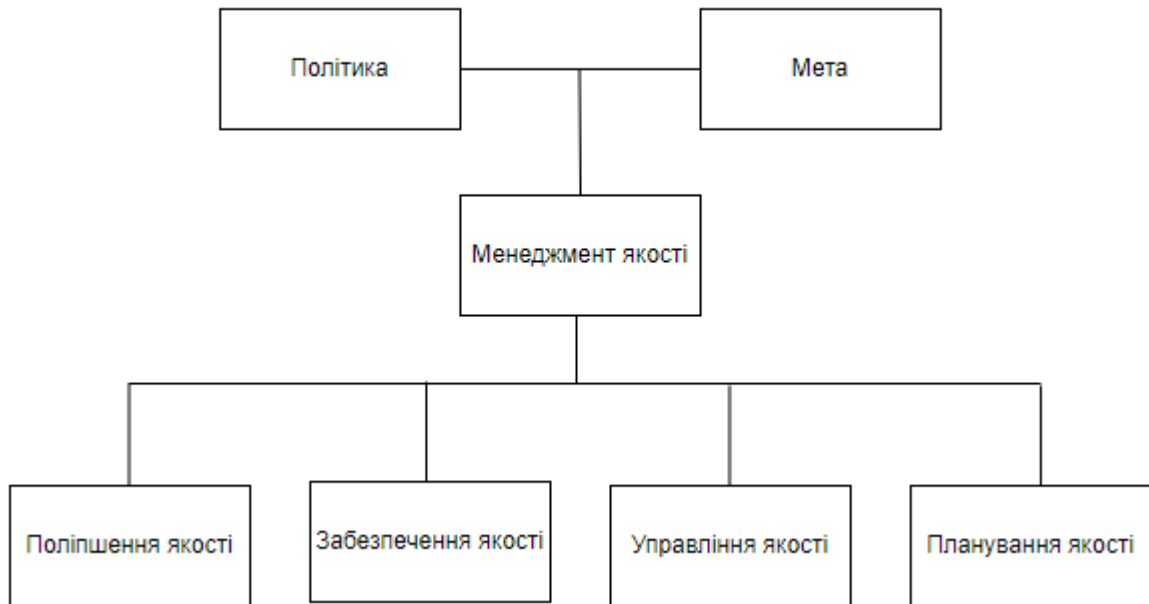 Політика
Мета
Менеджмент якості
Поліпшення якості
Забезпечення якості
Управління якості
Планування якості